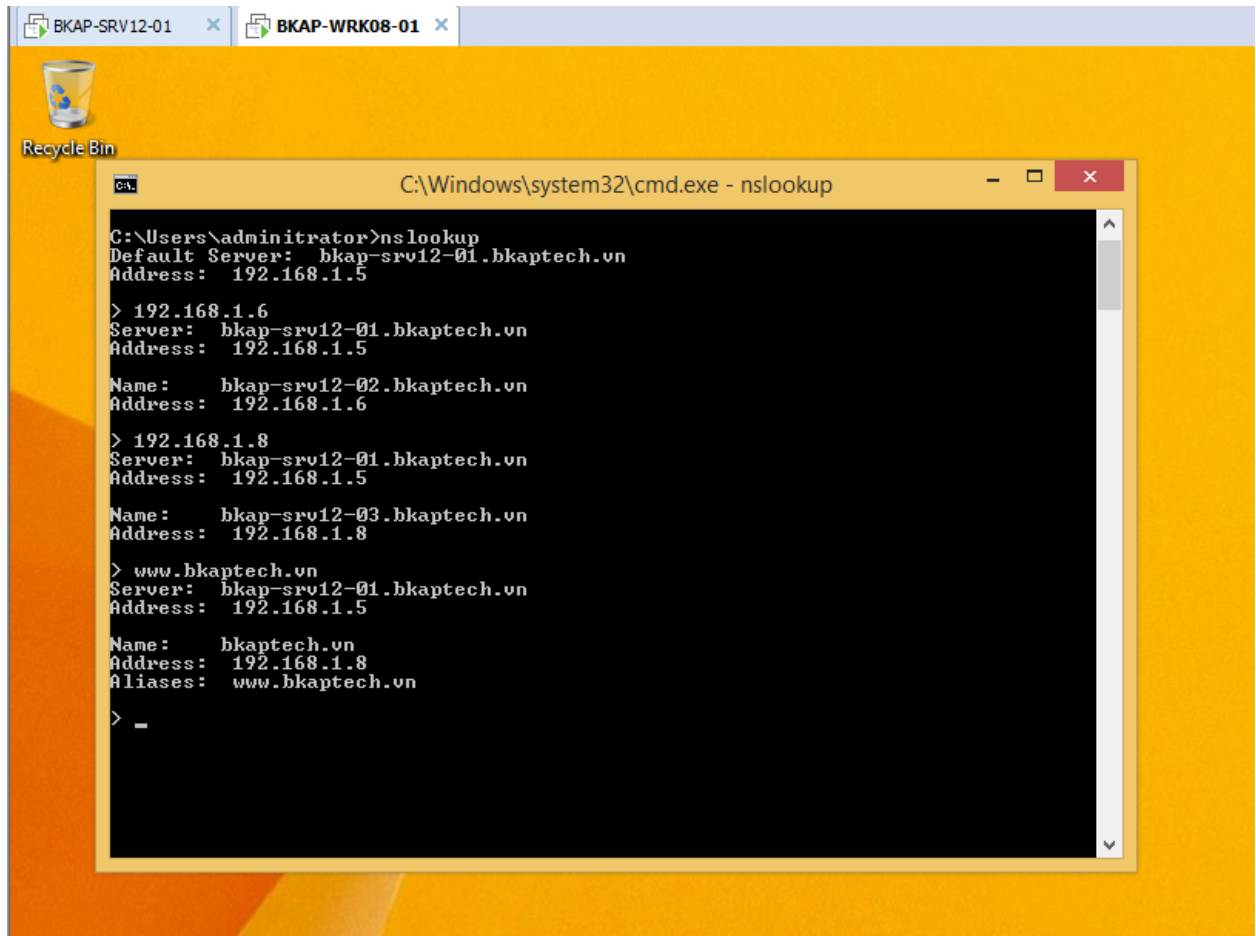 BKAP-SRV12-01
BKAP-WRK08-01
Recycle Bin
C:\Windows\system32\cmd.exe - nslookup
C:\Users\adminitrator>nslookup
Default Server:  bkap-srv12-01.bkaptech.vn
Address:  192.168.1.5
> 192.168.1.6
Server:  bkap-srv12-01.bkaptech.vn
Address:  192.168.1.5
Name:    bkap-srv12-02.bkaptech.vn
Address:  192.168.1.6
> 192.168.1.8
Server:  bkap-srv12-01.bkaptech.vn
Address:  192.168.1.5
Name:    bkap-srv12-03.bkaptech.vn
Address:  192.168.1.8
> www.bkaptech.vn
Server:  bkap-srv12-01.bkaptech.vn
Address:  192.168.1.5
Name:    bkaptech.vn
Address:  192.168.1.8
Aliases:  www.bkaptech.vn
> _